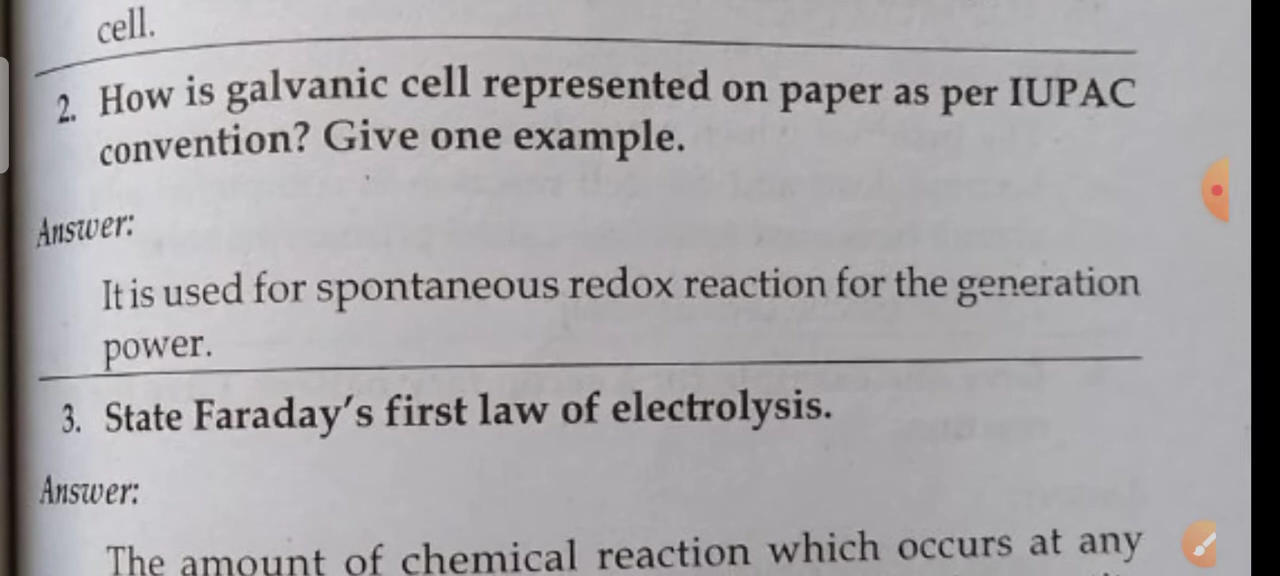 cell.
2. How is galvanic cell represented on paper as per IUPAC
convention? Give one example.
Answer:
It is used for spontaneous redox reaction for the generation
power.
3. State Faraday's first law of electrolysis.
Answer:
The amount of chemical reaction which occurs at any